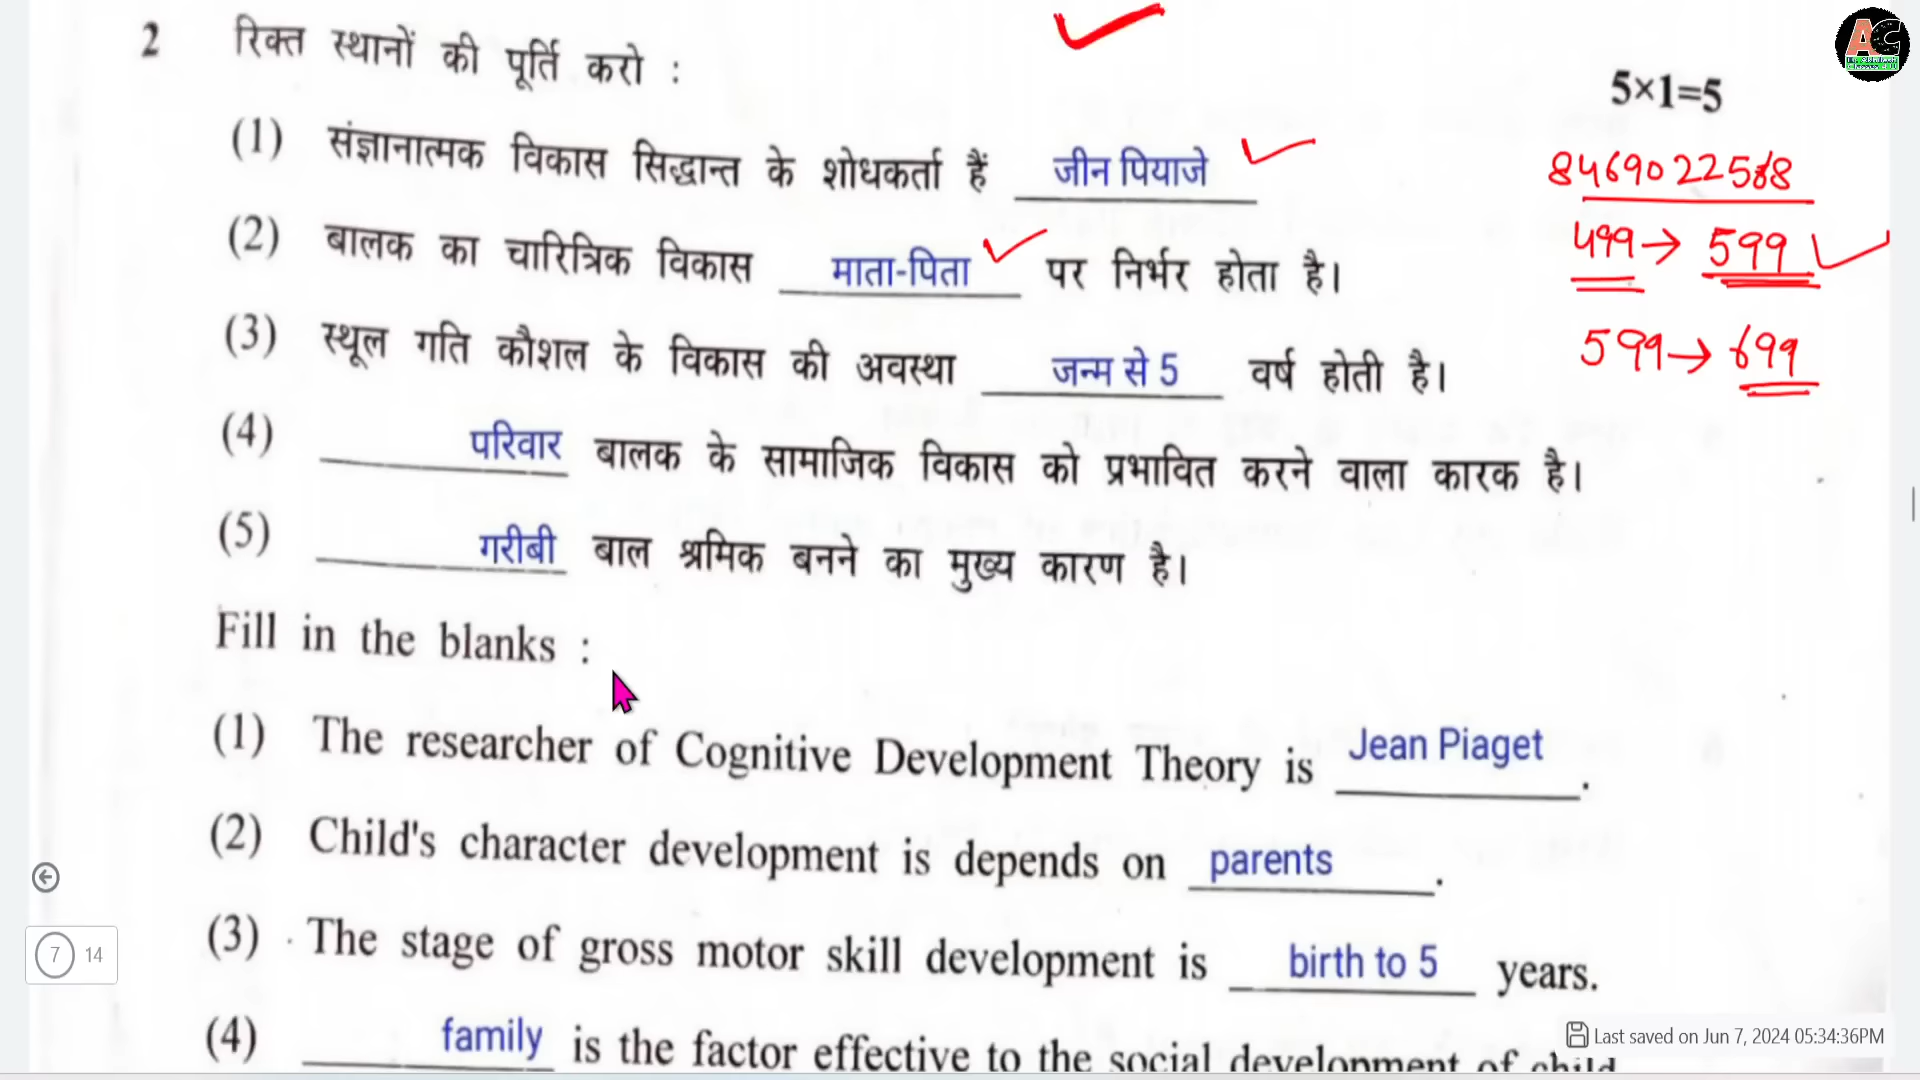 2 रिक्त स्थानों की पूर्ति करो :
5×1=5
(1) संज्ञानात्मक विकास सिद्धान्त के शोधकर्ता हैं जीन पियाजे
(2) बालक का चारित्रिक विकास माता-पिता पर निर्भर होता है।
(3) स्थूल गति कौशल के विकास की अवस्था जन्म से 5 वर्ष होती है।
(4) परिवार बालक के सामाजिक विकास को प्रभावित करने वाला कारक है।
(5) गरीबी बाल श्रमिक बनने का मुख्य कारण है।
499→ 599
599→ 699
Fill in the blanks :
(1) The researcher of Cognitive Development Theory is Jean Piaget.
(2) Child's character development is depends on parents.
(3) The stage of gross motor skill development is birth to 5 years.
(4) family is the factor effective to the social development of child
7 14
Last saved on Jun 7, 2024 05:34:36PM
AC